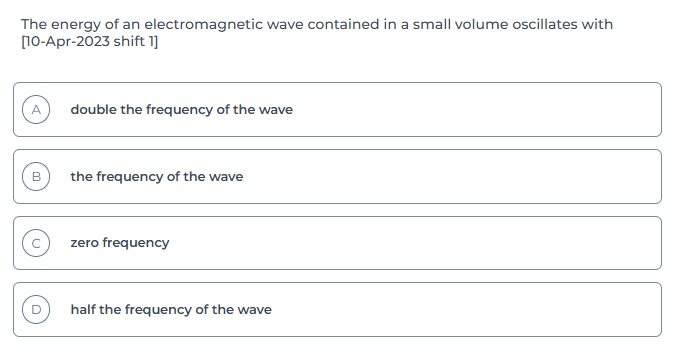 The energy of an electromagnetic wave contained in a small volume oscillates with
[10-Apr-2023 shift 1]
A double the frequency of the wave
B the frequency of the wave
C zero frequency
D half the frequency of the wave